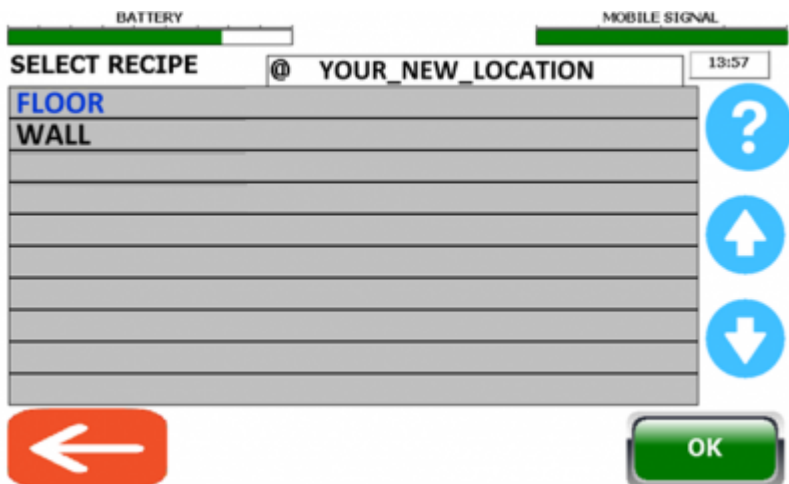 BATTERY MOBILE SIGNAL
SELECT RECIPE @ YOUR_NEW_LOCATION 13:57
FLOOR
WALL
?
OK